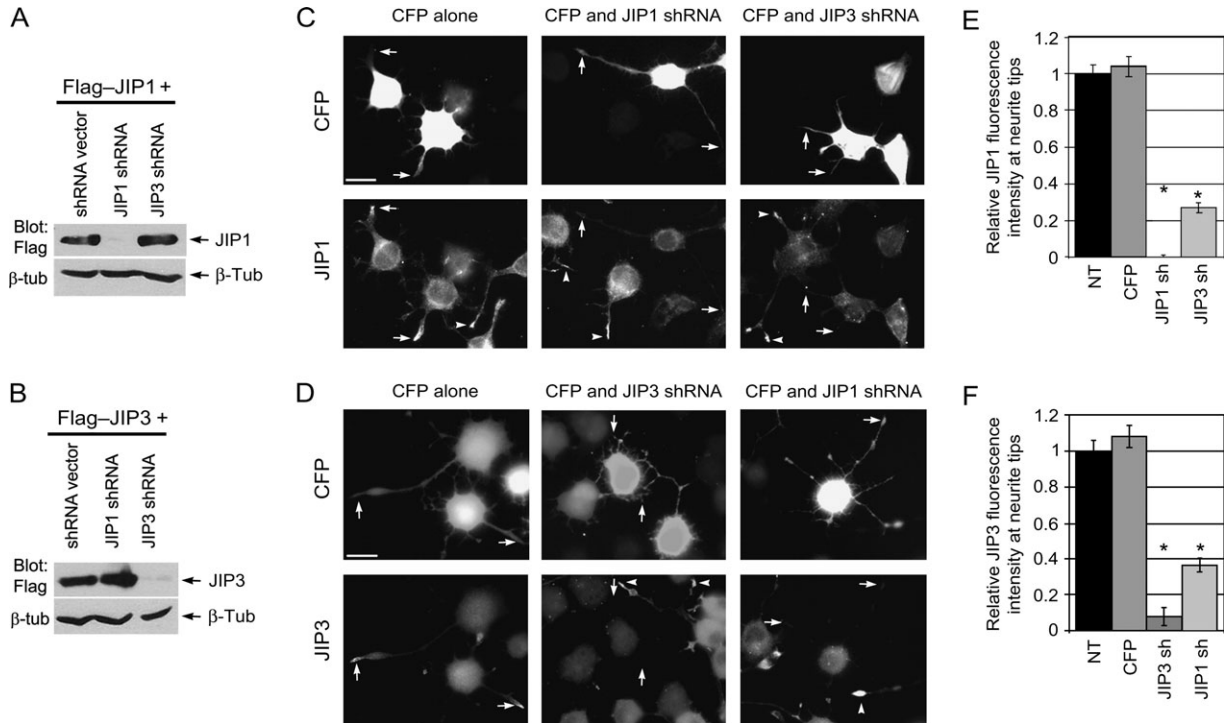 A
Flag–JIP1 +
shRNA vector
JIP1 shRNA
JIP3 shRNA
Blot:
Flag
JIP1
β-tub
β-Tub
B
Flag–JIP3 +
shRNA vector
JIP1 shRNA
JIP3 shRNA
Blot:
Flag
JIP3
β-tub
β-Tub
C
CFP alone
CFP and JIP1 shRNA
CFP and JIP3 shRNA
CFP
JIP1
D
CFP alone
CFP and JIP3 shRNA
CFP and JIP1 shRNA
CFP
JIP3
E
Relative JIP1 fluorescence
intensity at neurite tips
1.2
1
0.8
0.6
0.4
0.2
0
*
*
NT
CFP
JIP1 sh
JIP3 sh
F
Relative JIP3 fluorescence
intensity at neurite tips
1.2
1
0.8
0.6
0.4
0.2
0
*
*
NT
CFP
JIP3 sh
JIP1 sh